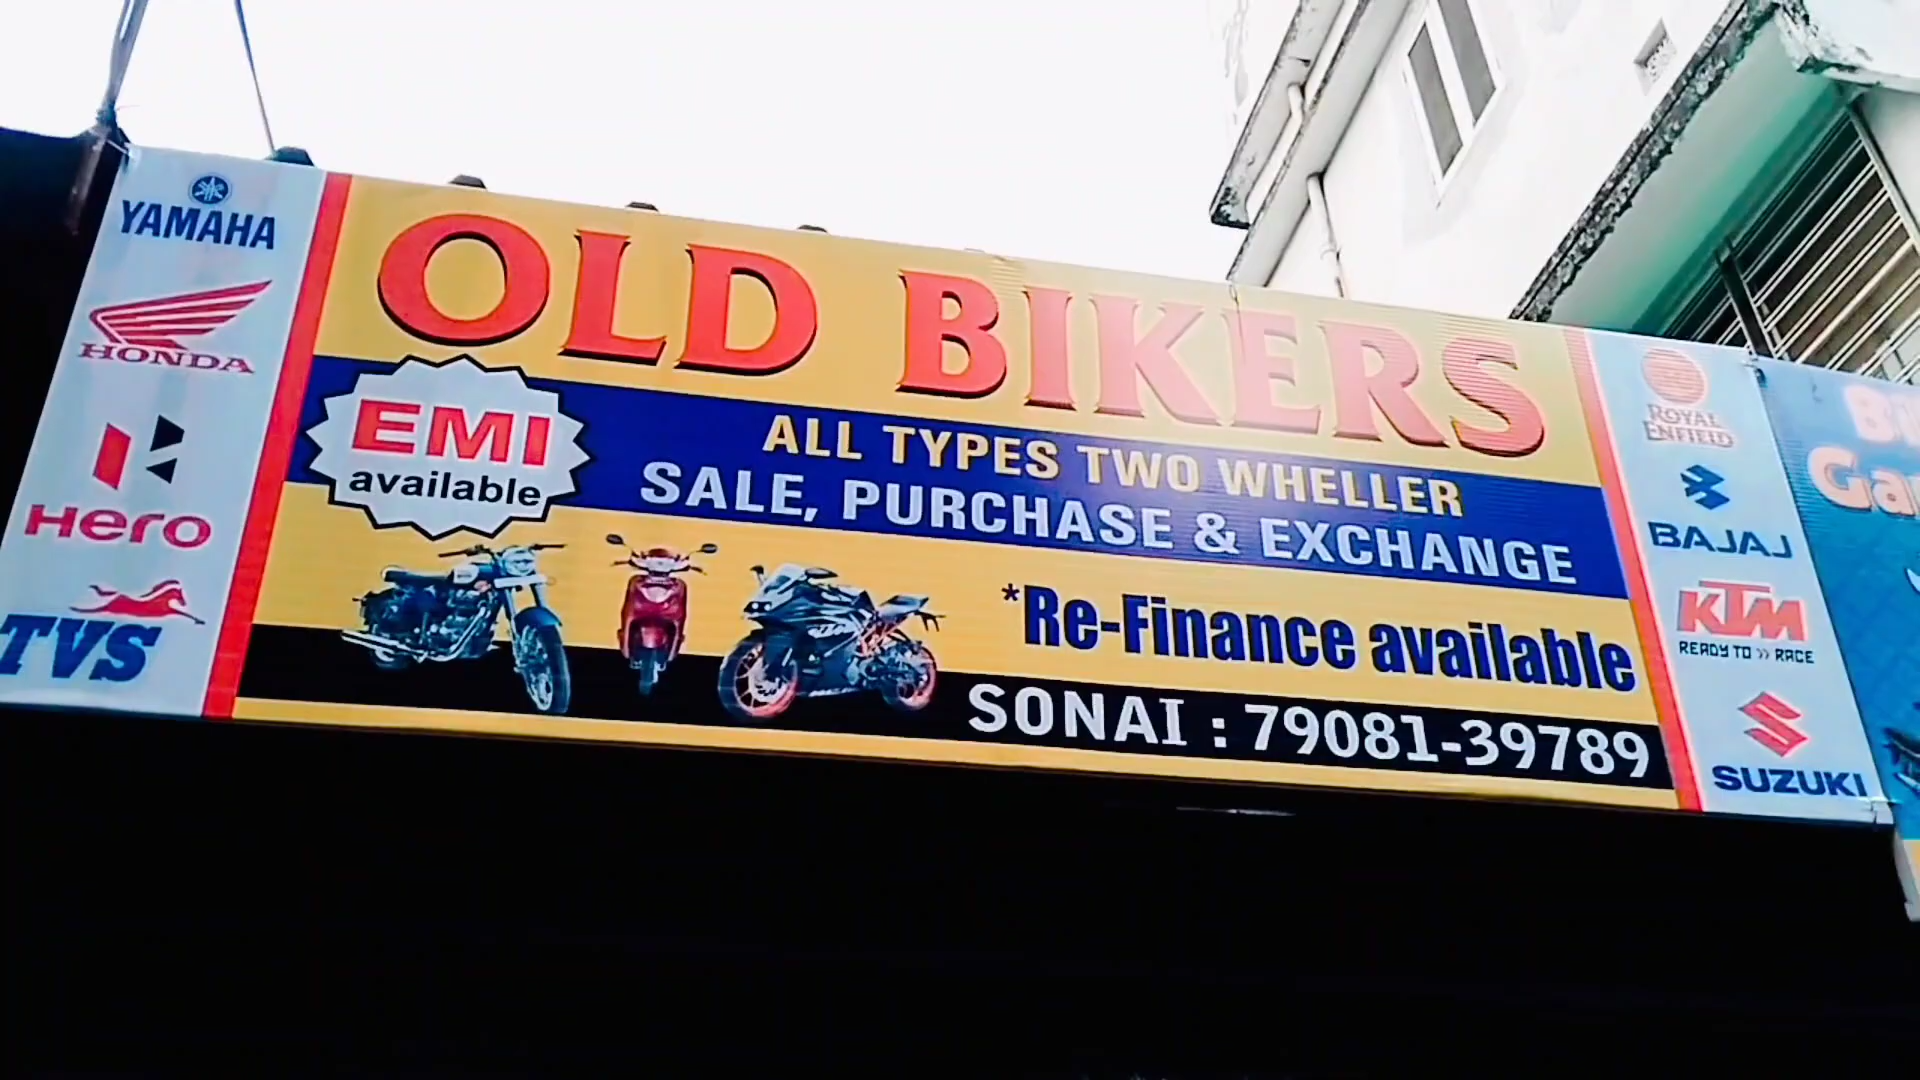 YAMAHA
HONDA
Hero
TVS
OLD BIKERS
EMI
available
ALL TYPES TWO WHELLER
SALE, PURCHASE & EXCHANGE
*Re-Finance available
SONAI : 79081-39789
ROYAL
ENFIELD
BAJAJ
KTM
READY TO >> RACE
SUZUKI